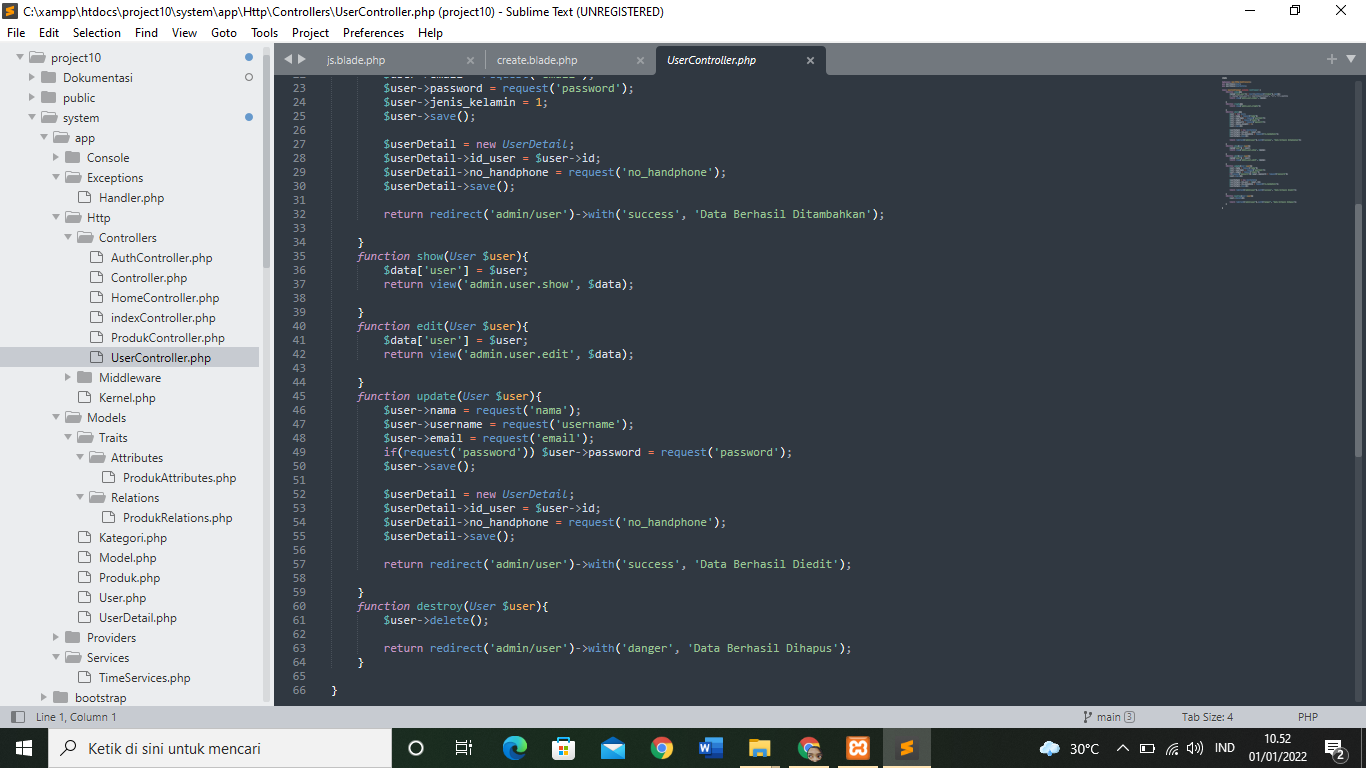 C:\xampp\htdocs\project10\system\app\Http\Controllers\UserController.php (project10) - Sublime Text (UNREGISTERED)
File Edit Selection Find View Goto Tools Project Preferences Help
project10
Dokumentasi
public
system
app
Console
Exceptions
Handler.php
Http
Controllers
AuthController.php
Controller.php
HomeController.php
indexController.php
ProdukController.php
UserController.php
Middleware
Kernel.php
Models
Traits
Attributes
ProdukAttributes.php
Relations
ProdukRelations.php
Kategori.php
Model.php
Produk.php
User.php
UserDetail.php
Providers
Services
TimeServices.php
bootstrap
js.blade.php
create.blade.php
UserController.php
23 $user->password = request('password');
24 $user->jenis_kelamin = 1;
25 $user->save();
26
27 $userDetail = new UserDetail;
28 $userDetail->id_user = $user->id;
29 $userDetail->no_handphone = request('no_handphone');
30 $userDetail->save();
31
32 return redirect('admin/user')->with('success', 'Data Berhasil Ditambahkan');
33
34 }
35 function show(User $user){
36 $data['user'] = $user;
37 return view('admin.user.show', $data);
38
39 }
40 function edit(User $user){
41 $data['user'] = $user;
42 return view('admin.user.edit', $data);
43
44 }
45 function update(User $user){
46 $user->nama = request('nama');
47 $user->username = request('username');
48 $user->email = request('email');
49 if(request('password')) $user->password = request('password');
50 $user->save();
51
52 $userDetail = new UserDetail;
53 $userDetail->id_user = $user->id;
54 $userDetail->no_handphone = request('no_handphone');
55 $userDetail->save();
56
57 return redirect('admin/user')->with('success', 'Data Berhasil Diedit');
58
59 }
60 function destroy(User $user){
61 $user->delete();
62
63 return redirect('admin/user')->with('danger', 'Data Berhasil Dihapus');
64 }
65
66 }
Line 1, Column 1
main 3
Tab Size: 4
PHP
Ketik di sini untuk mencari
30°C
IND
10.52
01/01/2022
2